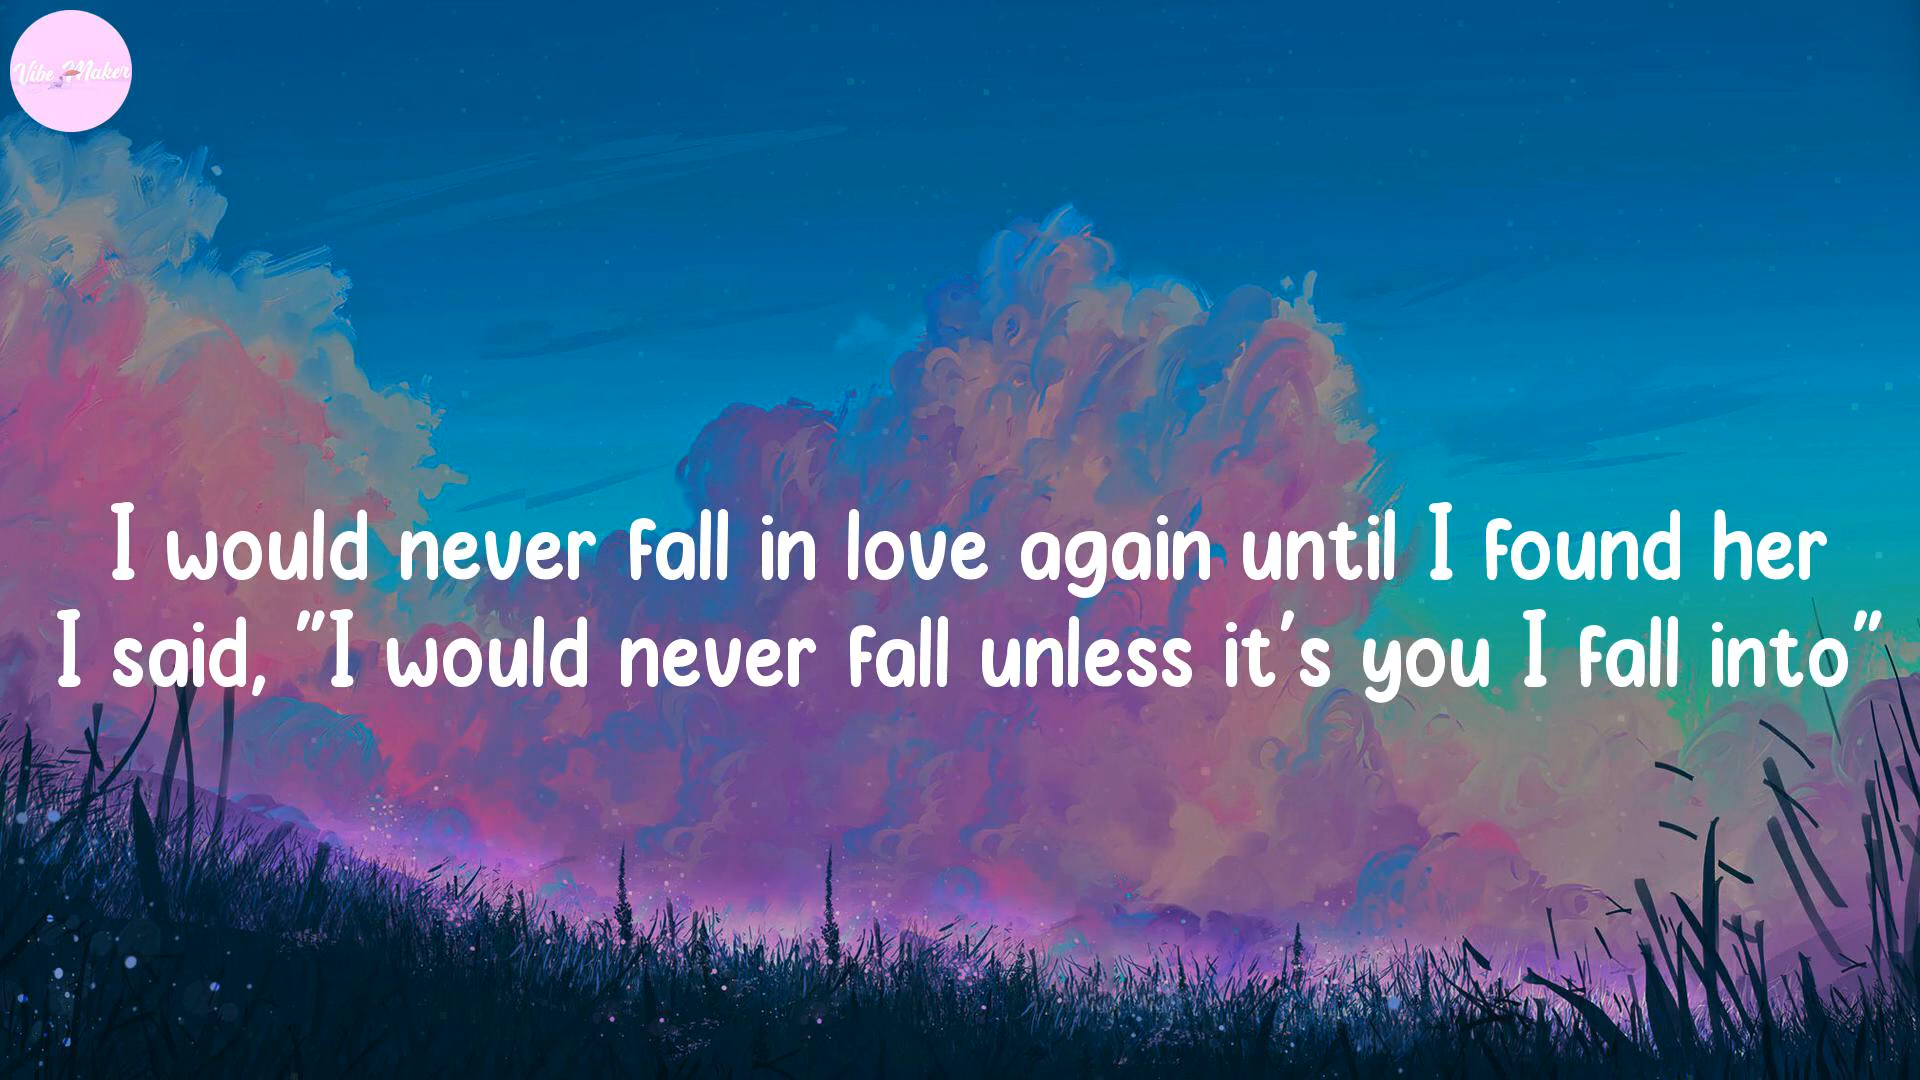 Vibe Maker
I would never fall in love again until I found her
I said, "I would never fall unless it's you I fall into"